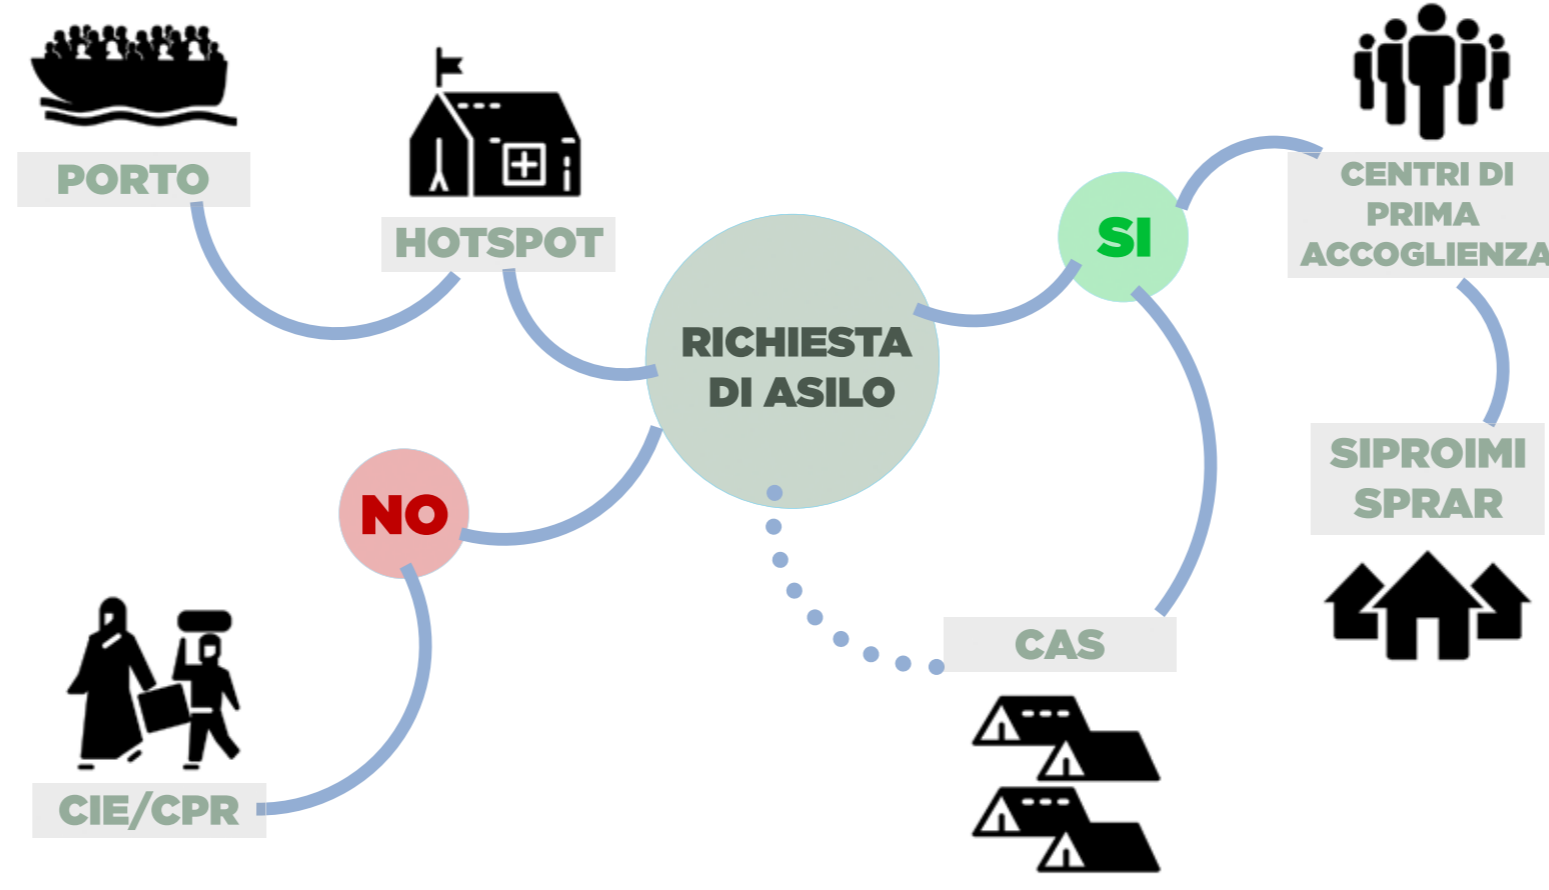 PORTO
HOTSPOT
RICHIESTA
DI ASILO
SI
CENTRI DI
PRIMA
ACCOGLIENZA
SIPROIMI
SPRAR
NO
CAS
CIE/CPR